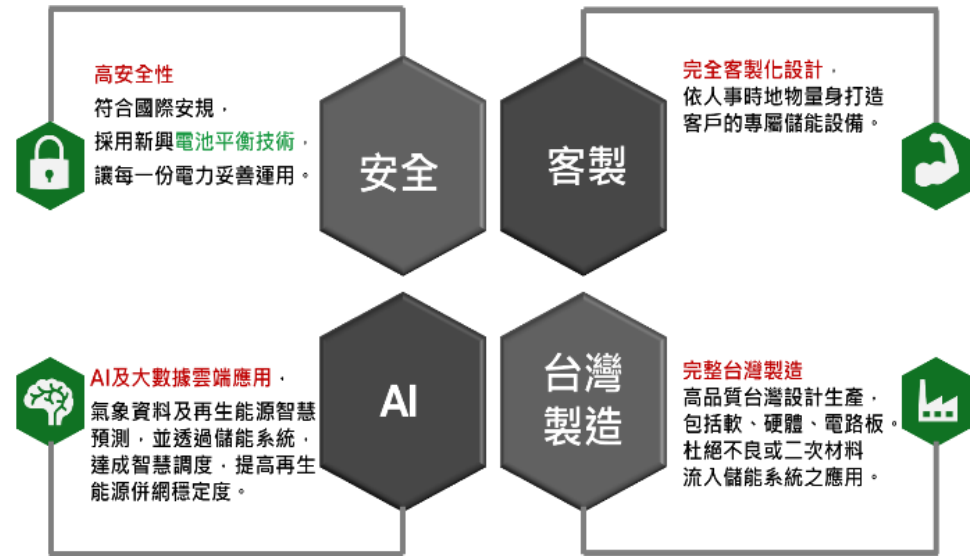 高安全性
符合國際安規，
採用新興電池平衡技術，
讓每一份電力妥善運用。
安全
客製
完全客製化設計，
依人事時地物量身打造
客戶的專屬儲能設備。
AI及大數據雲端應用，
氣象資料及再生能源智慧
預測，並透過儲能系統，
達成智慧調度，提高再生
能源併網穩定度。
AI
台灣
製造
完整台灣製造
高品質台灣設計生產，
包括軟、硬體、電路板。
杜絕不良或二次材料
流入儲能系統之應用。